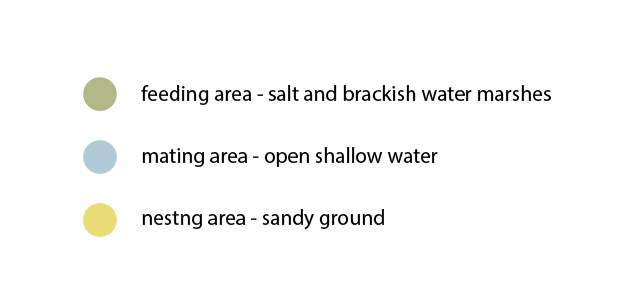 feeding area - salt and brackish water marshes
mating area - open shallow water
nestng area - sandy ground